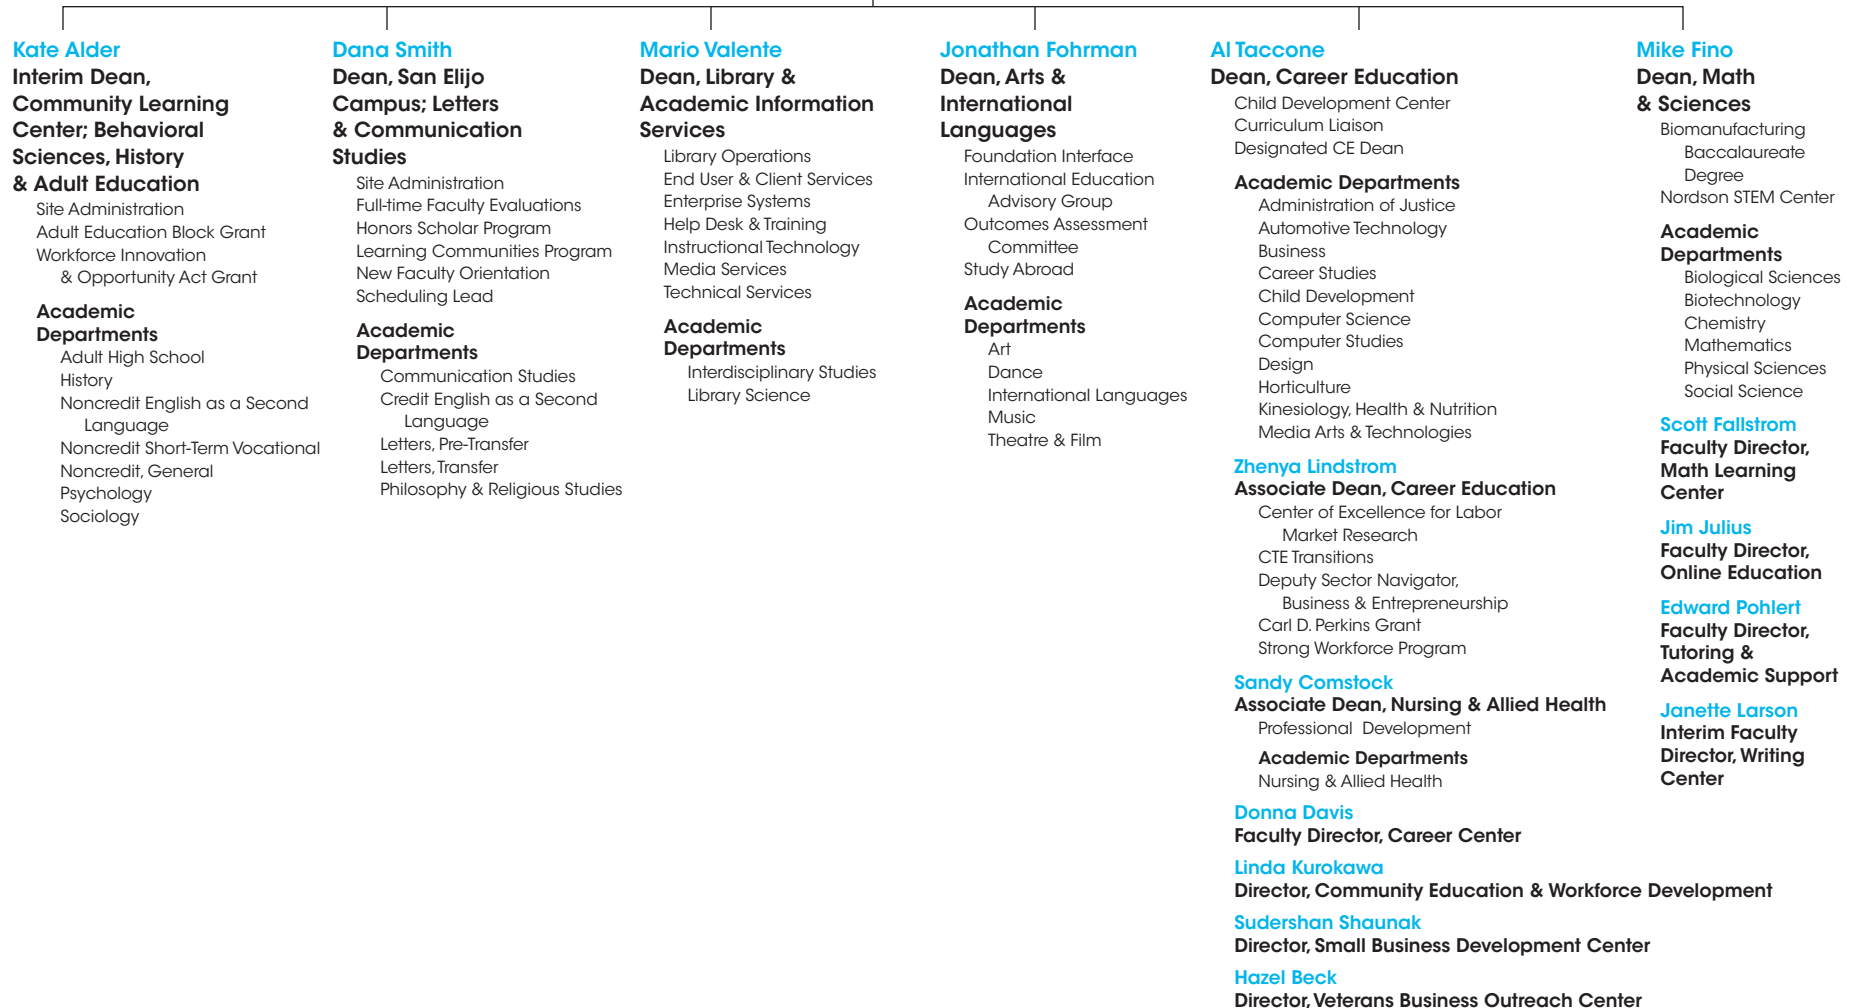 Kate Alder
Interim Dean,
Community Learning
Center; Behavioral
Sciences, History
& Adult Education
Site Administration
Adult Education Block Grant
Workforce Innovation
& Opportunity Act Grant
Academic
Departments
Adult High School
History
Noncredit English as a Second
Language
Noncredit Short-Term Vocational
Noncredit, General
Psychology
Sociology
Dana Smith
Dean, San Elijo
Campus; Letters
& Communication
Studies
Site Administration
Full-time Faculty Evaluations
Honors Scholar Program
Learning Communities Program
New Faculty Orientation
Scheduling Lead
Academic
Departments
Communication Studies
Credit English as a Second
Language
Letters, Pre-Transfer
Letters, Transfer
Philosophy & Religious Studies
Mario Valente
Dean, Library &
Academic Information
Services
Library Operations
End User & Client Services
Enterprise Systems
Help Desk & Training
Instructional Technology
Media Services
Technical Services
Academic
Departments
Interdisciplinary Studies
Library Science
Jonathan Fohrman
Dean, Arts &
International
Languages
Foundation Interface
International Education
Advisory Group
Outcomes Assessment
Committee
Study Abroad
Academic
Departments
Art
Dance
International Languages
Music
Theatre & Film
Al Taccone
Dean, Career Education
Child Development Center
Curriculum Liaison
Designated CE Dean
Academic Departments
Administration of Justice
Automotive Technology
Business
Career Studies
Child Development
Computer Science
Computer Studies
Design
Horticulture
Kinesiology, Health & Nutrition
Media Arts & Technologies
Zhenya Lindstrom
Associate Dean, Career Education
Center of Excellence for Labor
Market Research
CTE Transitions
Deputy Sector Navigator,
Business & Entrepreneurship
Carl D. Perkins Grant
Strong Workforce Program
Sandy Comstock
Associate Dean, Nursing & Allied Health
Professional Development
Academic Departments
Nursing & Allied Health
Donna Davis
Faculty Director, Career Center
Linda Kurokawa
Director, Community Education & Workforce Development
Sudershan Shaunak
Director, Small Business Development Center
Hazel Beck
Director, Veterans Business Outreach Center
Mike Fino
Dean, Math
& Sciences
Biomanufacturing
Baccalaureate
Degree
Nordson STEM Center
Academic
Departments
Biological Sciences
Biotechnology
Chemistry
Mathematics
Physical Sciences
Social Science
Scott Fallstrom
Faculty Director,
Math Learning
Center
Jim Julius
Faculty Director,
Online Education
Edward Pohlert
Faculty Director,
Tutoring &
Academic Support
Janette Larson
Interim Faculty
Director, Writing
Center